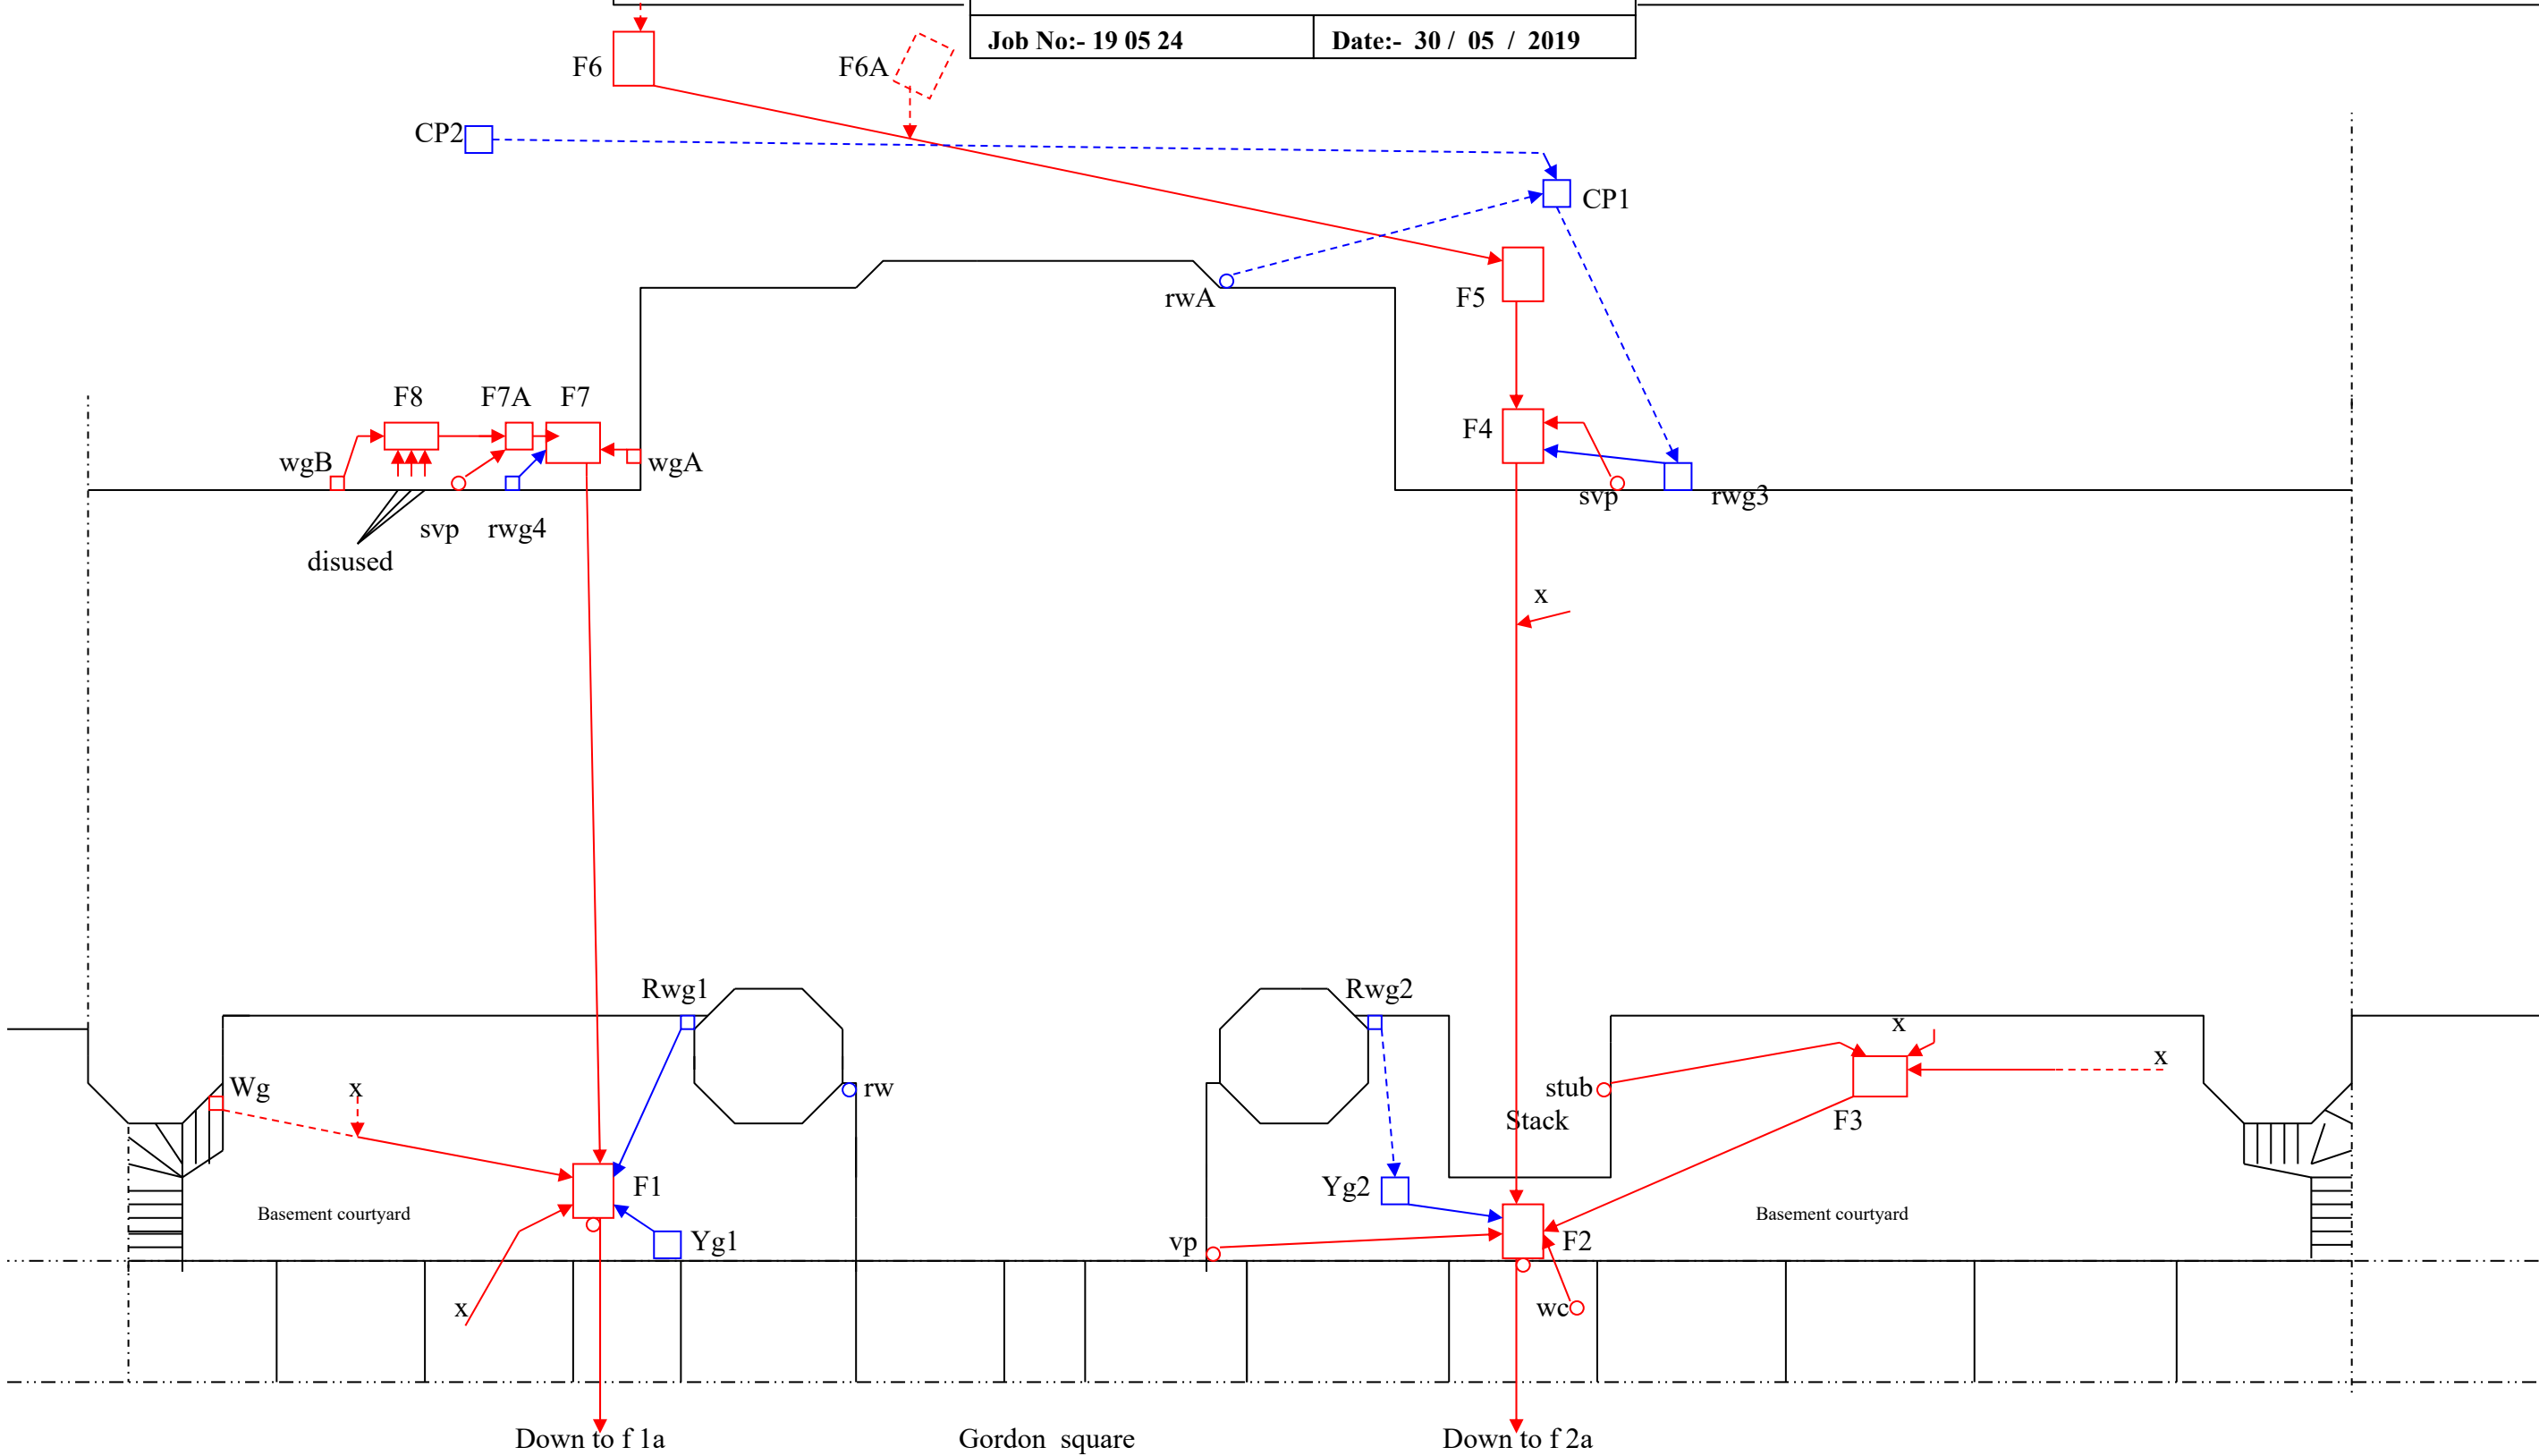 Job No:- 19 05 24
Date:- 30 / 05 / 2019
F6
F6A
CP2
CP1
rwA
F5
F8
F7A
F7
F4
wgB
wgA
svp
rwg3
svp
rwg4
disused
x
Rwg1
Rwg2
x
x
Wg
x
rw
stub
Stack
F3
F1
Yg2
Basement courtyard
Basement courtyard
Yg1
vp
F2
x
wc
Down to f 1a
Gordon square
Down to f 2a